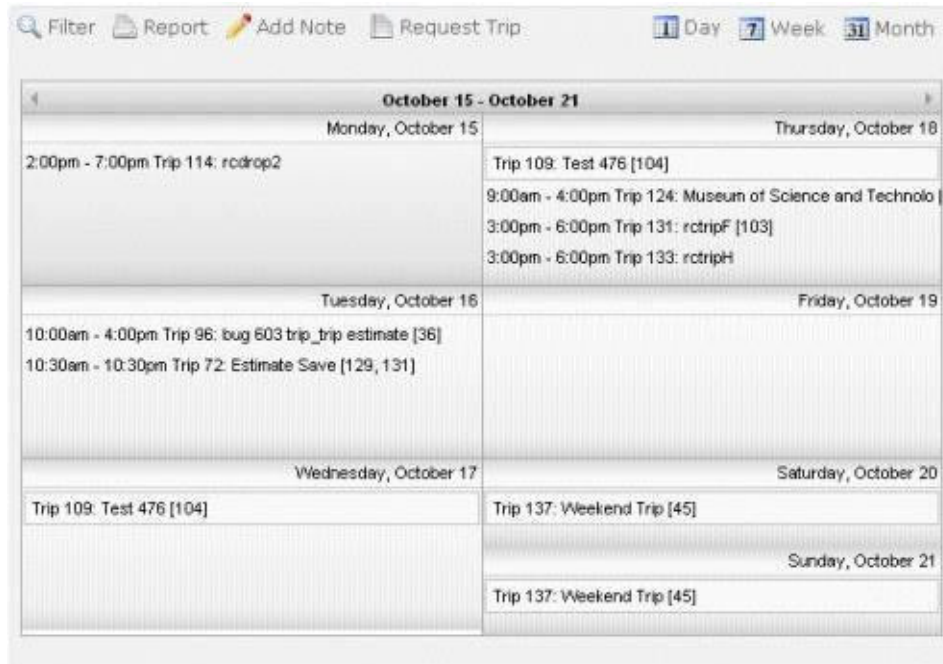 Filter Report Add Note Request Trip 1 Day 7 Week 31 Month
October 15 - October 21
Monday, October 15
2:00pm - 7:00pm Trip 114: rcdrop2
Tuesday, October 16
10:00am - 4:00pm Trip 96: bug 603 trip_trip estimate [36]
10:30am - 10:30pm Trip 72: Estimate Save [129, 131]
Wednesday, October 17
Trip 109: Test 476 [104]
Thursday, October 18
Trip 109: Test 476 [104]
9:00am - 4:00pm Trip 124: Museum of Science and Technolo [
3:00pm - 6:00pm Trip 131: rctripF [103]
3:00pm - 6:00pm Trip 133: rctripH
Friday, October 19
Saturday, October 20
Trip 137: Weekend Trip [45]
Sunday, October 21
Trip 137: Weekend Trip [45]